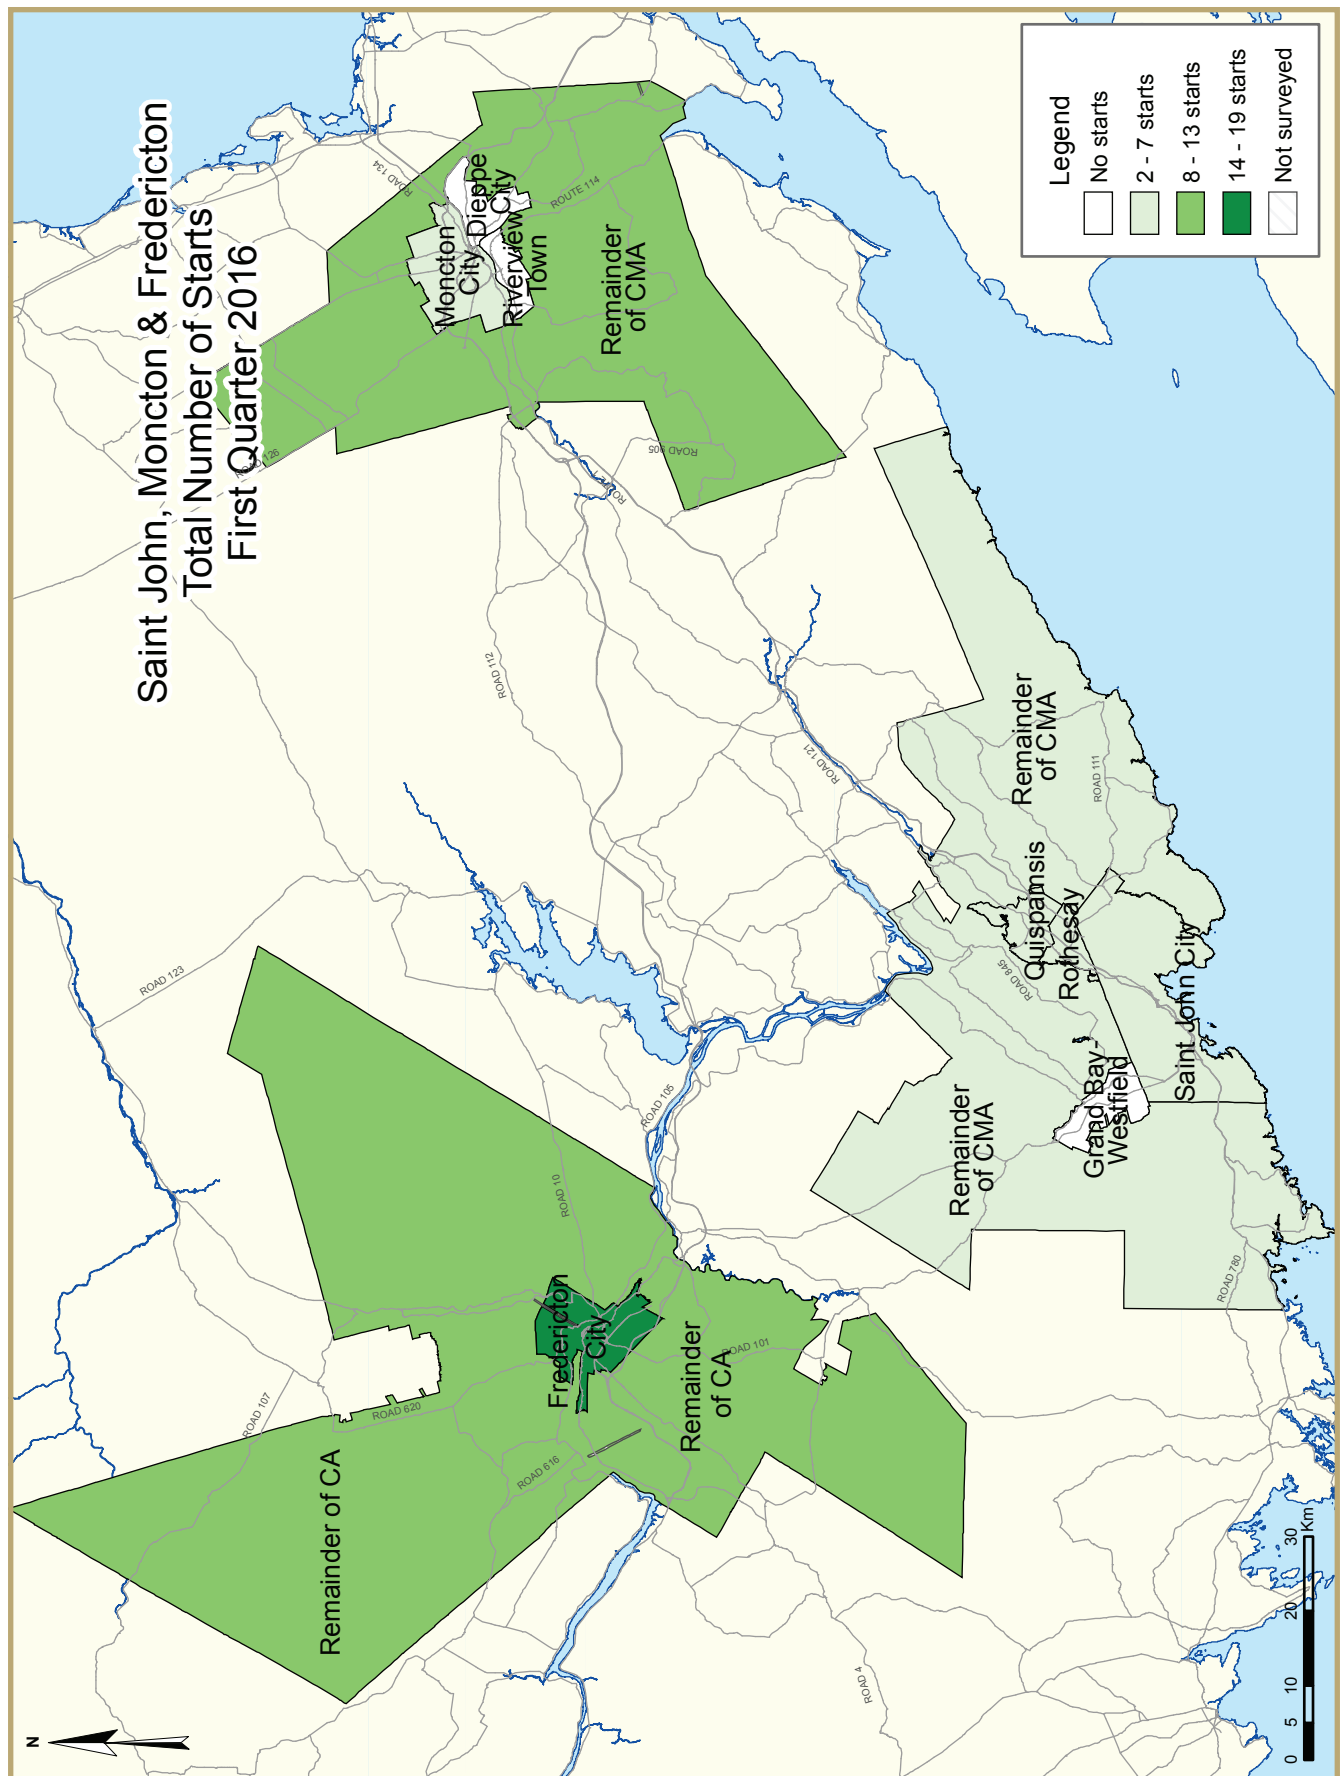 Saint John, Moncton & Fredericton
Total Number of Starts
First Quarter 2016
N
Remainder of CA
ROAD 107
ROAD 620
ROAD 616
ROAD 123
ROAD 126
ROAD 134
Fredericton
City
ROAD 10
ROAD 112
Moncton
City
Dieppe
City
Riverview
Town
ROUTE 114
Remainder
of CA
ROAD 101
ROAD 105
ROUTE
ROAD 905
Remainder
of CMA
ROAD 4
ROAD 121
Remainder
of CMA
ROAD 845
Quispamsis
Rothesay
Remainder
of CMA
ROAD 111
Grand Bay -
Westfield
Saint John City
ROAD 780
Legend
No starts
2 - 7 starts
8 - 13 starts
14 - 19 starts
Not surveyed
0 5 10 20 30
Km